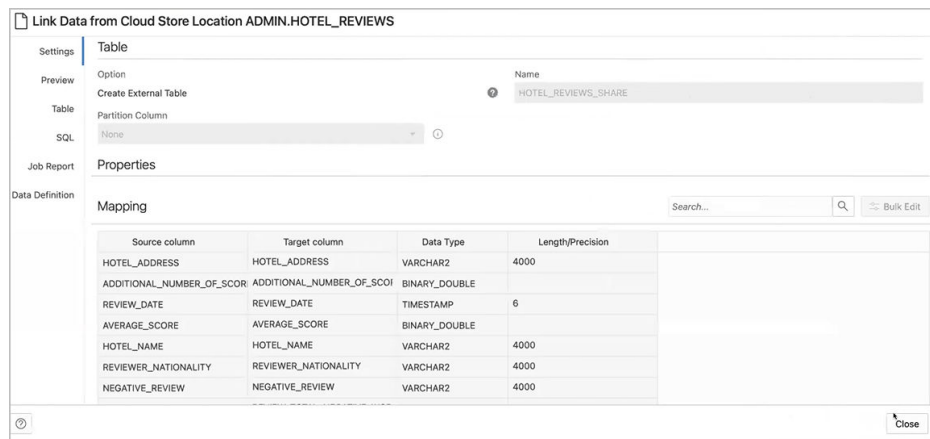 Link Data from Cloud Store Location ADMIN.HOTEL_REVIEWS
Settings
Preview
Table
SQL
Job Report
Data Definition
Table
Option
Name
Create External Table
HOTEL_REVIEWS_SHARE
Partition Column
None
Properties
Mapping
Search...
Bulk Edit
Source column Target column Data Type Length/Precision
HOTEL_ADDRESS HOTEL_ADDRESS VARCHAR2 4000
ADDITIONAL_NUMBER_OF_SCORI ADDITIONAL_NUMBER_OF_SCOI BINARY_DOUBLE
REVIEW_DATE REVIEW_DATE TIMESTAMP 6
AVERAGE_SCORE AVERAGE_SCORE BINARY_DOUBLE
HOTEL_NAME HOTEL_NAME VARCHAR2 4000
REVIEWER_NATIONALITY REVIEWER_NATIONALITY VARCHAR2 4000
NEGATIVE_REVIEW NEGATIVE_REVIEW VARCHAR2 4000
Close